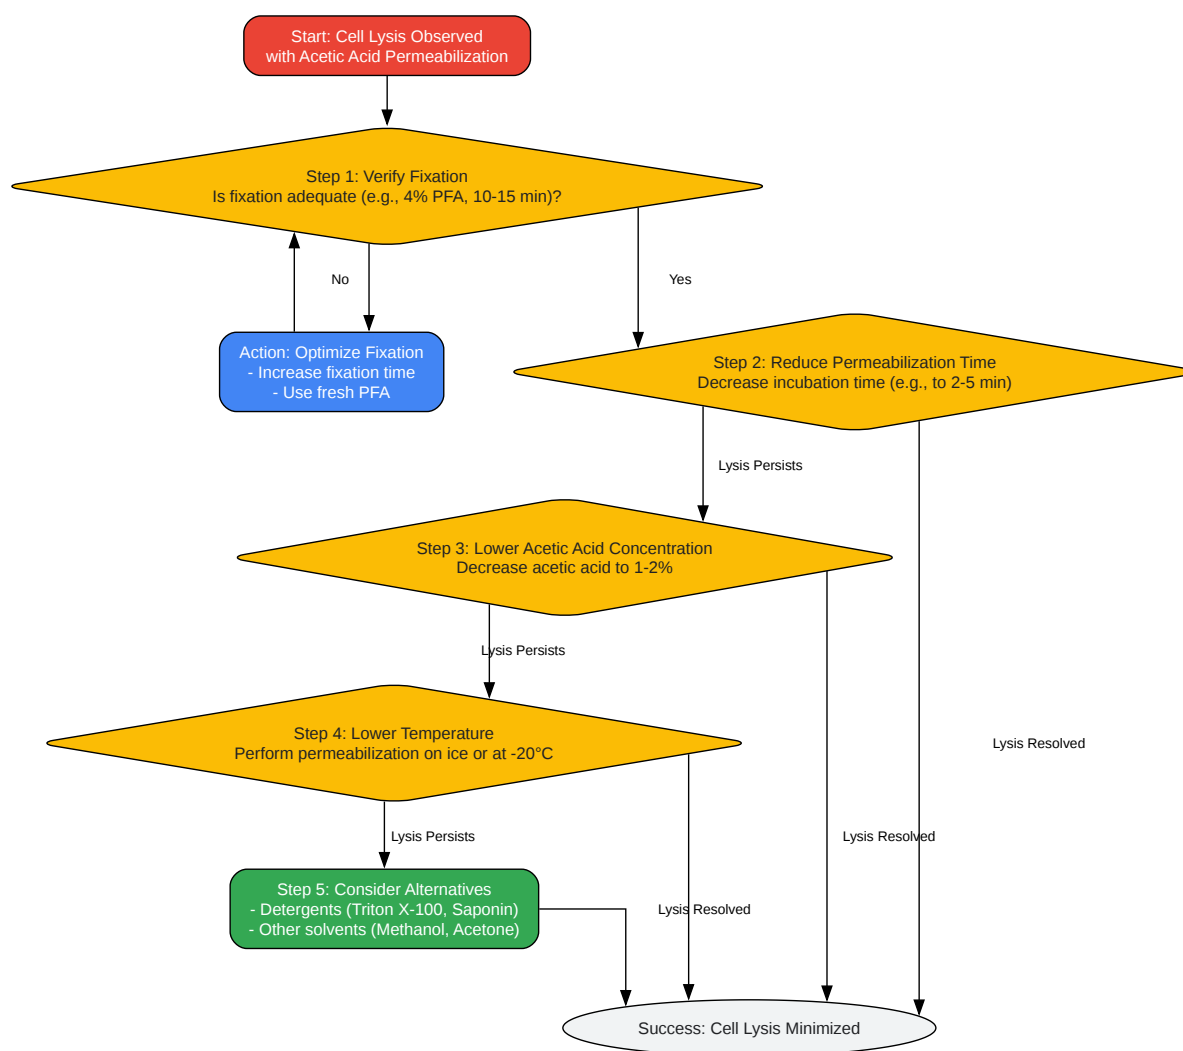 Start: Cell Lysis Observed
with Acetic Acid Permeabilization
Step 1: Verify Fixation
Is fixation adequate (e.g., 4% PFA, 10-15 min)?
No
Yes
Action: Optimize Fixation
- Increase fixation time
- Use fresh PFA
Step 2: Reduce Permeabilization Time
Decrease incubation time (e.g., to 2-5 min)
Lysis Persists
Step 3: Lower Acetic Acid Concentration
Decrease acetic acid to 1-2%
Lysis Persists
Step 4: Lower Temperature
Perform permeabilization on ice or at -20°C
Lysis Resolved
Lysis Persists
Lysis Resolved
Step 5: Consider Alternatives
- Detergents (Triton X-100, Saponin)
- Other solvents (Methanol, Acetone)
Lysis Resolved
Success: Cell Lysis Minimized